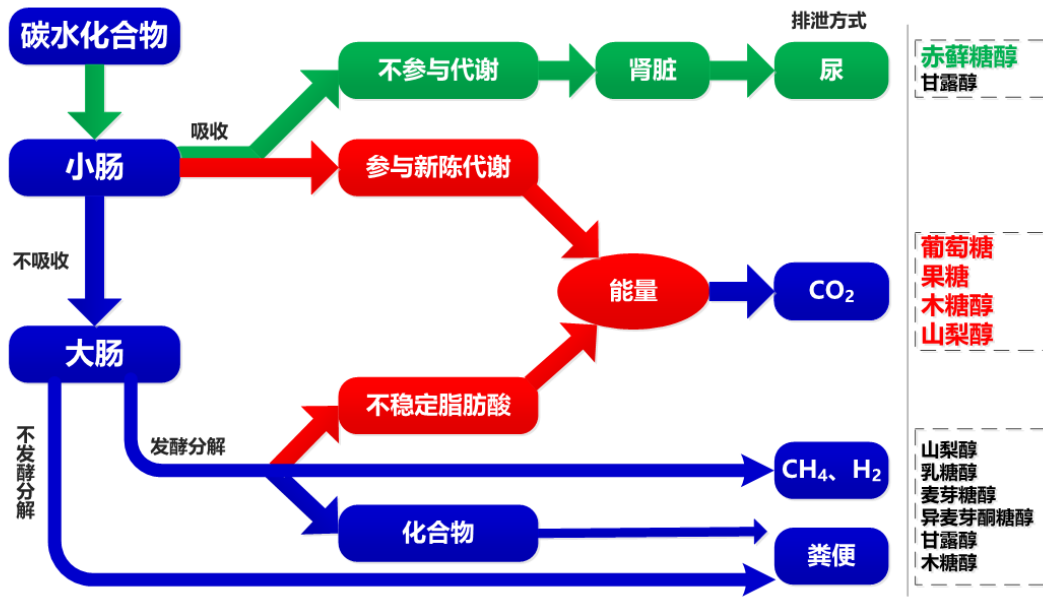 碳水化合物
排泄方式
不参与代谢
肾脏
尿
赤藓糖醇
甘露醇
吸收
小肠
参与新陈代谢
不吸收
能量
CO₂
葡萄糖
果糖
木糖醇
山梨醇
大肠
不稳定脂肪酸
不发酵分解
发酵分解
CH₄、H₂
化合物
粪便
山梨醇
乳糖醇
麦芽糖醇
异麦芽酮糖醇
甘露醇
木糖醇